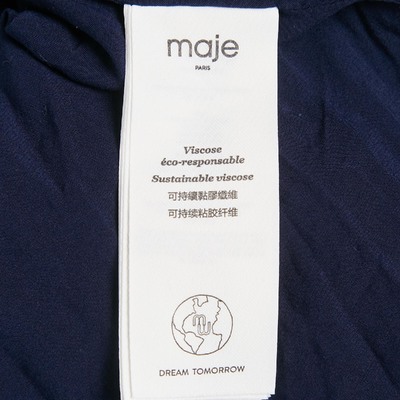 maje
PARIS
Viscose
éco-responsable
Sustainable viscose
可持續黏膠纖維
可持续粘胶纤维
M
DREAM TOMORROW